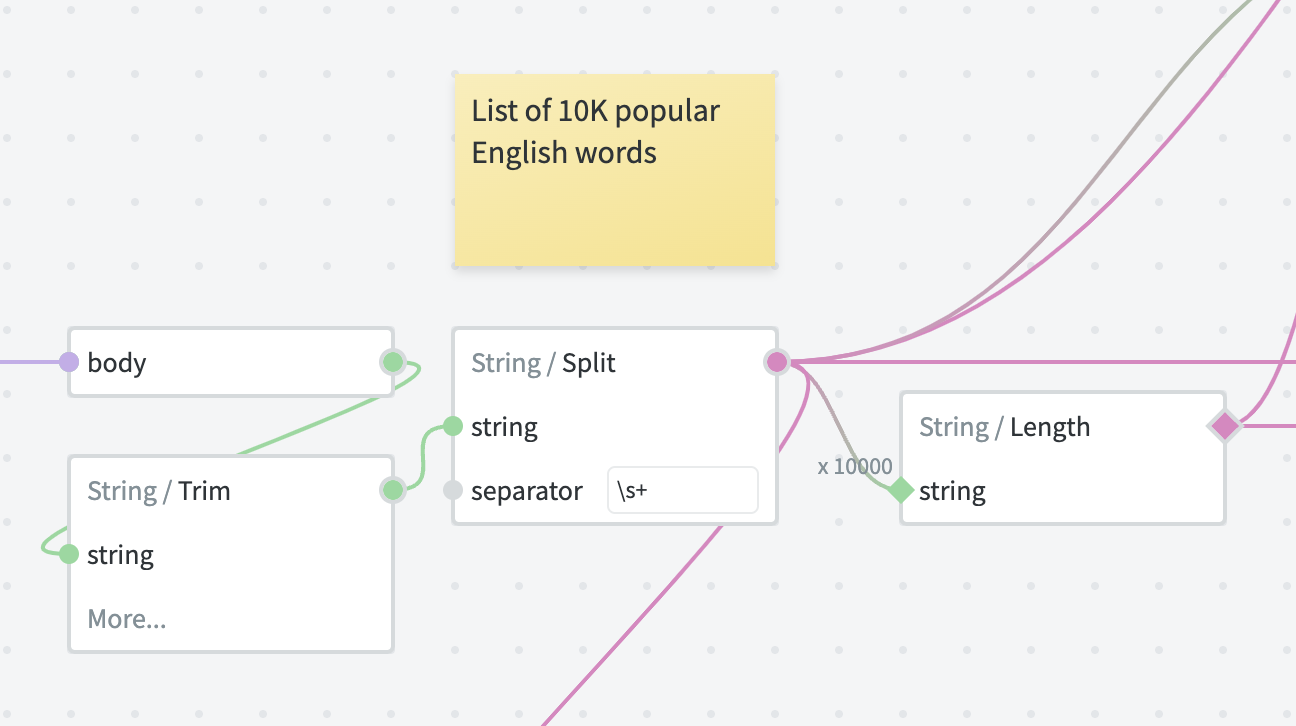 List of 10K popular
English words
body
String / Split
string
separator \s+
String / Length
x 10000
string
String / Trim
string
More...